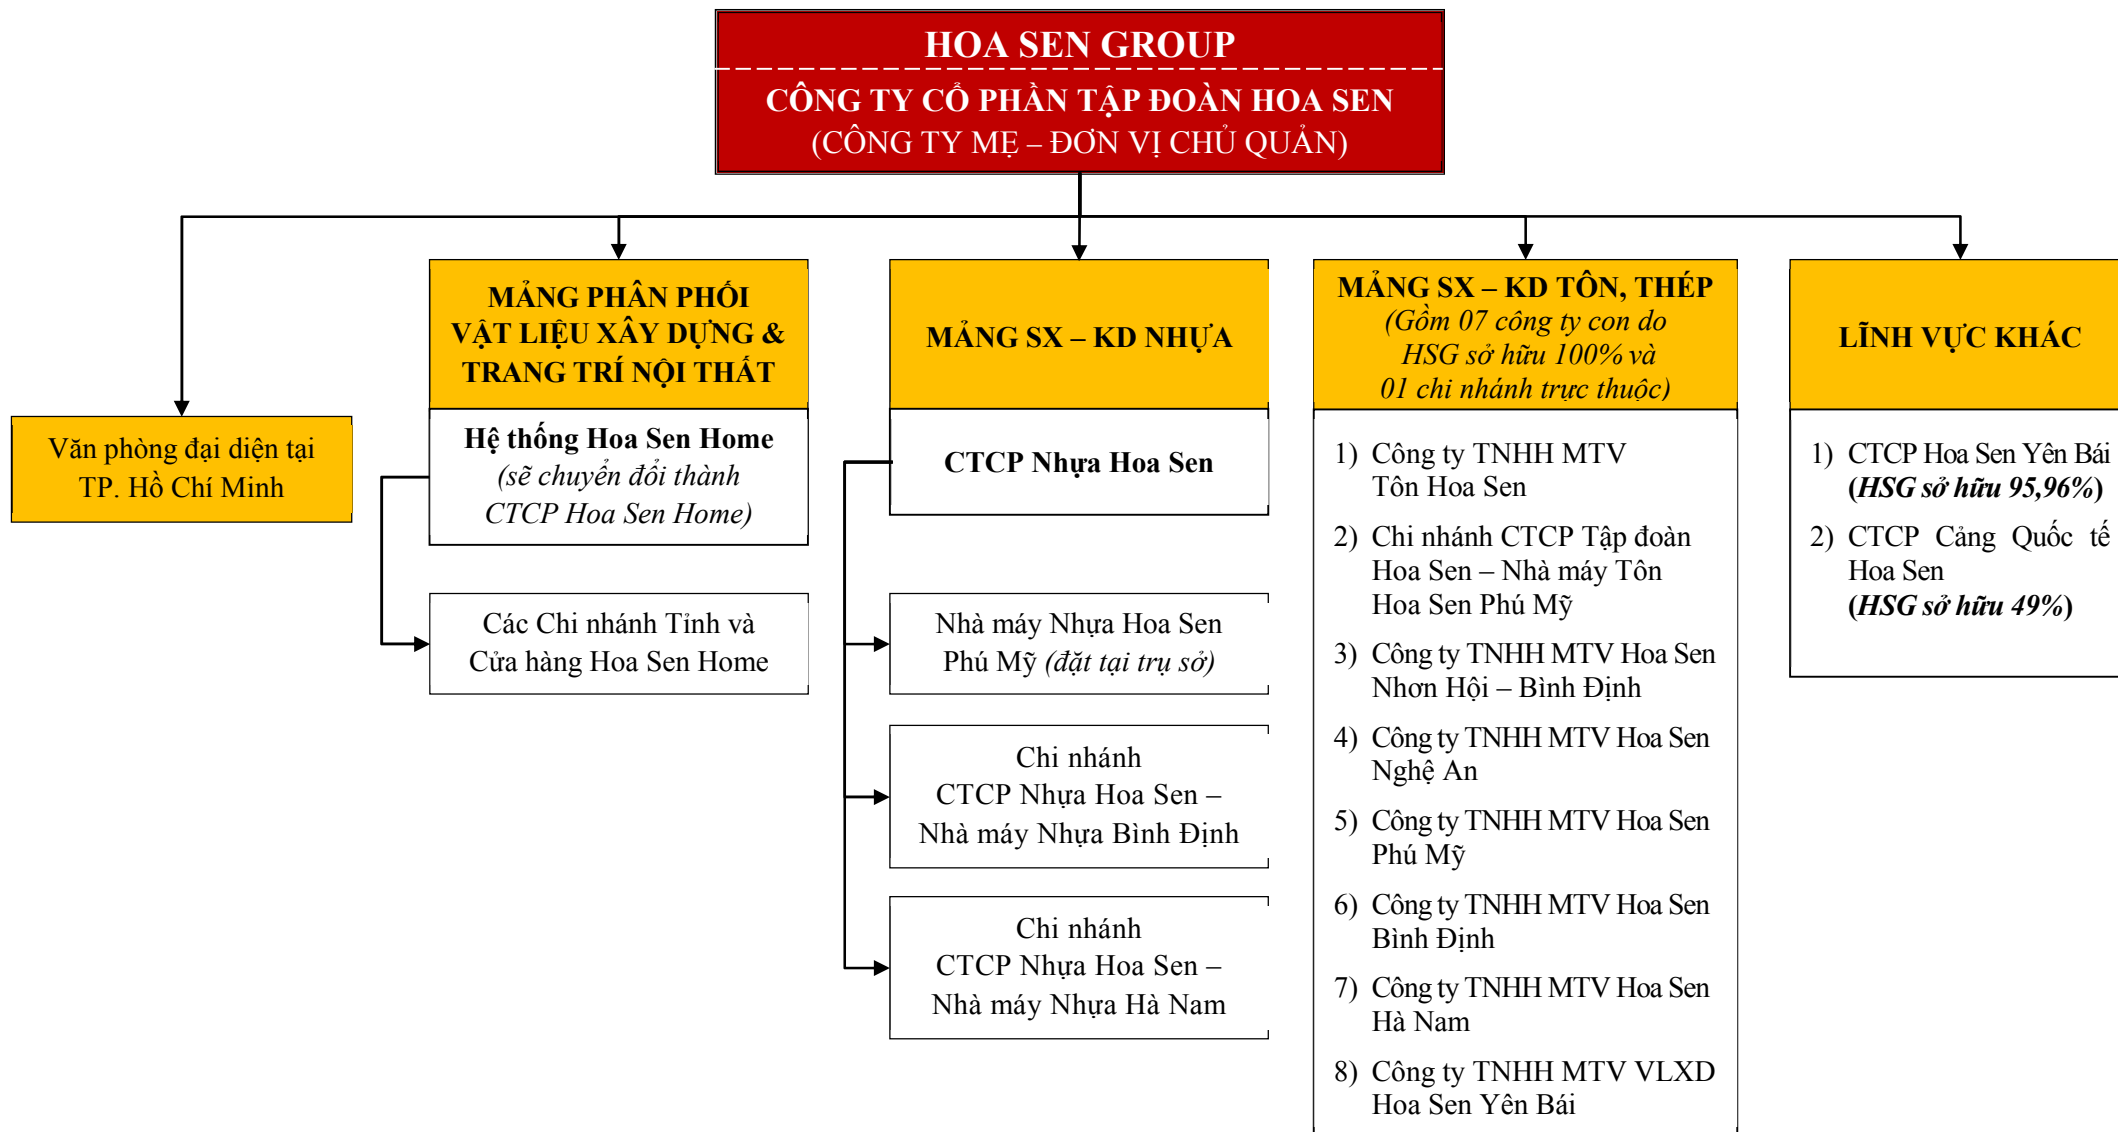 HOA SEN GROUP
CÔNG TY CỔ PHẦN TẬP ĐOÀN HOA SEN
(CÔNG TY MẸ – ĐƠN VỊ CHỦ QUẢN)
Văn phòng đại diện tại
TP. Hồ Chí Minh
MẢNG PHÂN PHỐI
VẬT LIỆU XÂY DỰNG &
TRANG TRÍ NỘI THẤT
Hệ thống Hoa Sen Home
(sẽ chuyển đổi thành
CTCP Hoa Sen Home)
Các Chi nhánh Tỉnh và
Cửa hàng Hoa Sen Home
MẢNG SX – KD NHỰA
CTCP Nhựa Hoa Sen
Nhà máy Nhựa Hoa Sen
Phú Mỹ (đặt tại trụ sở)
Chi nhánh
CTCP Nhựa Hoa Sen –
Nhà máy Nhựa Bình Định
Chi nhánh
CTCP Nhựa Hoa Sen –
Nhà máy Nhựa Hà Nam
MẢNG SX – KD TÔN, THÉP
(Gồm 07 công ty con do
HSG sở hữu 100% và
01 chi nhánh trực thuộc)
1) Công ty TNHH MTV
Tôn Hoa Sen
2) Chi nhánh CTCP Tập đoàn
Hoa Sen – Nhà máy Tôn
Hoa Sen Phú Mỹ
3) Công ty TNHH MTV Hoa Sen
Nhơn Hội – Bình Định
4) Công ty TNHH MTV Hoa Sen
Nghệ An
5) Công ty TNHH MTV Hoa Sen
Phú Mỹ
6) Công ty TNHH MTV Hoa Sen
Bình Định
7) Công ty TNHH MTV Hoa Sen
Hà Nam
8) Công ty TNHH MTV VLXD
Hoa Sen Yên Bái
LĨNH VỰC KHÁC
1) CTCP Hoa Sen Yên Bái
(HSG sở hữu 95,96%)
2) CTCP Cảng Quốc tế
Hoa Sen
(HSG sở hữu 49%)